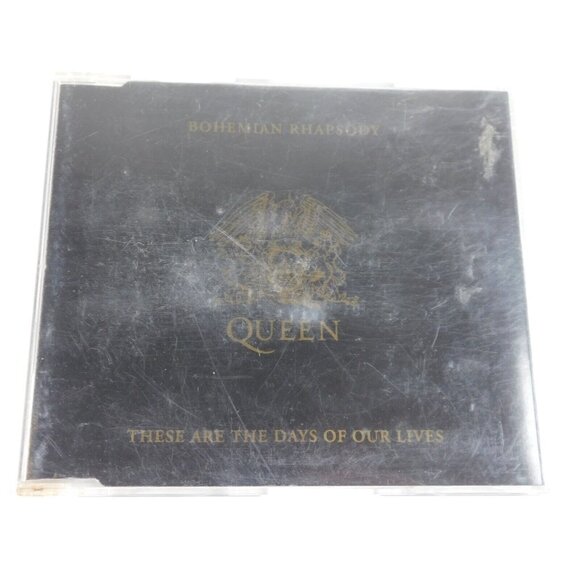 BOHEMIAN RHAPSODY
QUEEN
THESE ARE THE DAYS OF OUR LIVES